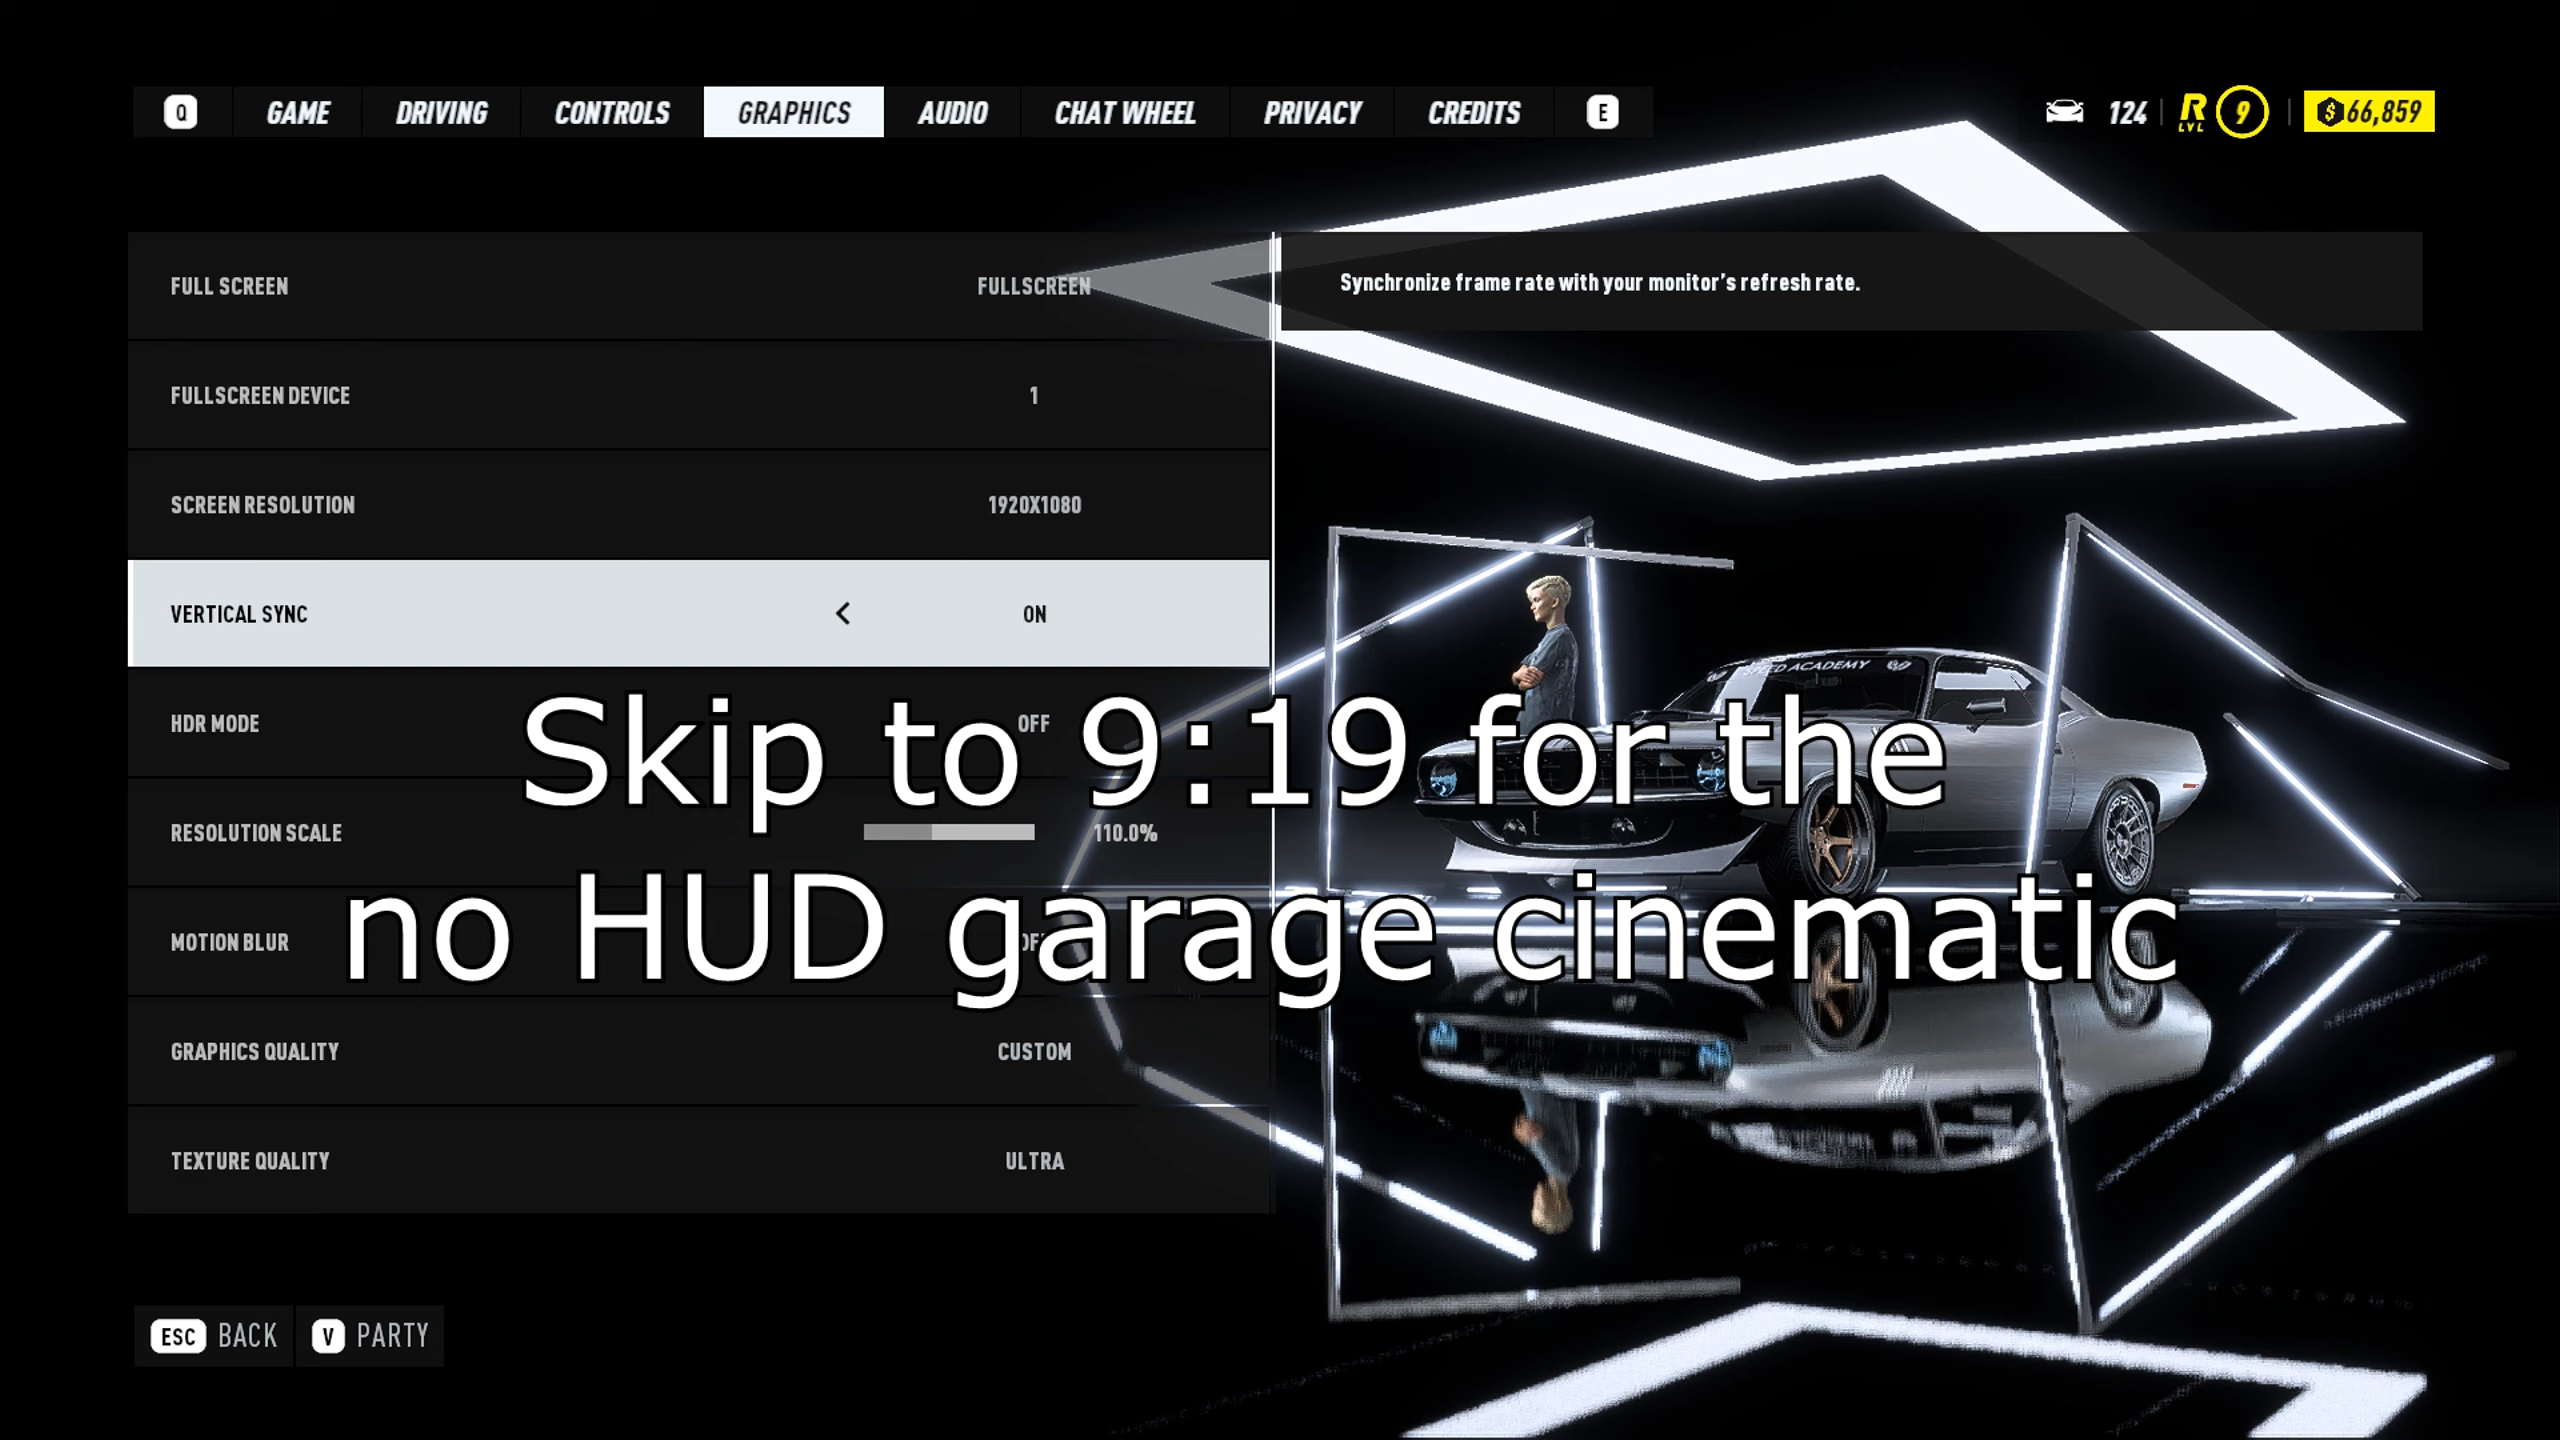 Q GAME DRIVING CONTROLS GRAPHICS AUDIO CHAT WHEEL PRIVACY CREDITS E
124 R LVL 9 $66,859
FULL SCREEN FULLSCREEN
Synchronize frame rate with your monitor's refresh rate.
FULLSCREEN DEVICE 1
SCREEN RESOLUTION 1920X1080
VERTICAL SYNC < ON
SPEED ACADEMY
HDR MODE OFF
Skip to 9:19 for the
RESOLUTION SCALE 110.0%
no HUD garage cinematic
MOTION BLUR
GRAPHICS QUALITY CUSTOM
TEXTURE QUALITY ULTRA
ESC BACK V PARTY